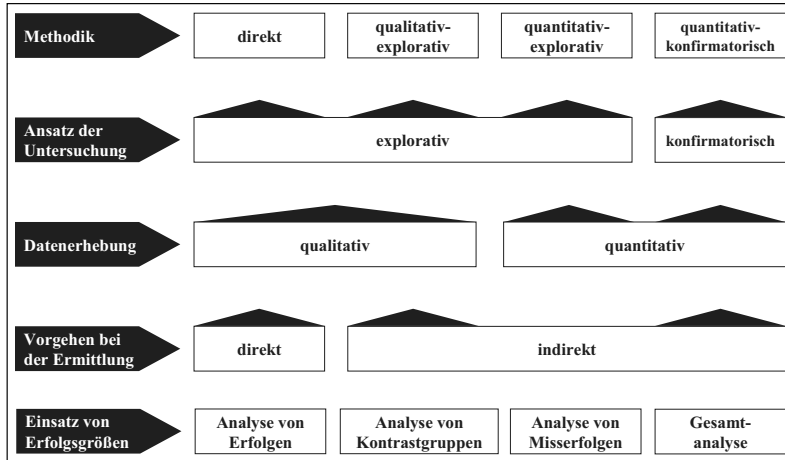 Methodik
direkt
qualitativ-
explorativ
quantitativ-
explorativ
quantitativ-
konfirmatorisch
Ansatz der
Untersuchung
explorativ
konfirmatorisch
Datenerhebung
qualitativ
quantitativ
Vorgehen bei
der Ermittlung
direkt
indirekt
Einsatz von
Erfolgsgrößen
Analyse von
Erfolgen
Analyse von
Kontrastgruppen
Analyse von
Misserfolgen
Gesamt-
analyse